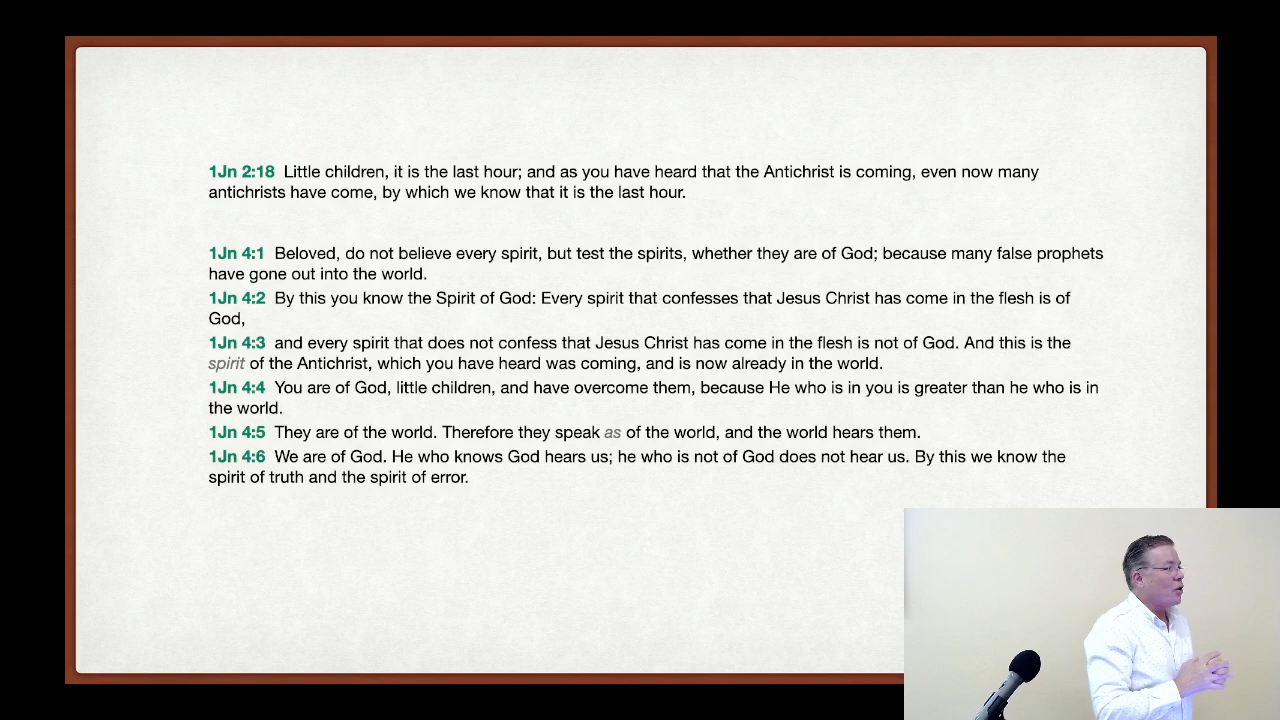 1Jn 2:18 Little children, it is the last hour; and as you have heard that the Antichrist is coming, even now many
antichrists have come, by which we know that it is the last hour.
1Jn 4:1 Beloved, do not believe every spirit, but test the spirits, whether they are of God; because many false prophets
have gone out into the world.
1Jn 4:2 By this you know the Spirit of God: Every spirit that confesses that Jesus Christ has come in the flesh is of
God,
1Jn 4:3 and every spirit that does not confess that Jesus Christ has come in the flesh is not of God. And this is the
spirit of the Antichrist, which you have heard was coming, and is now already in the world.
1Jn 4:4 You are of God, little children, and have overcome them, because He who is in you is greater than he who is in
the world.
1Jn 4:5 They are of the world. Therefore they speak as of the world, and the world hears them.
1Jn 4:6 We are of God. He who knows God hears us; he who is not of God does not hear us. By this we know the
spirit of truth and the spirit of error.